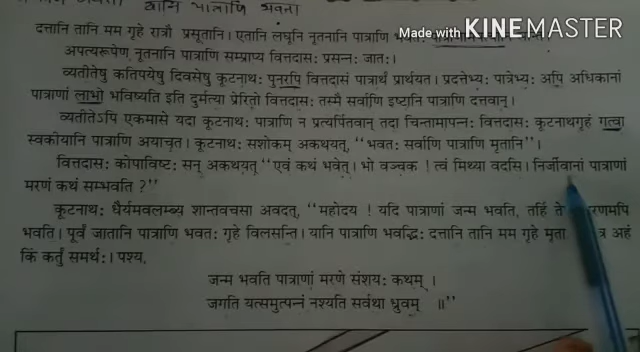 यानि पात्राणि भवता
दत्तानि तानि मम गृहे रात्रौ प्रसूतानि। एतानि लघूनि नूतनानि पात्राणि
Made with KINEMASTER
अपत्यरूपेण नूतनानि पात्राणि सम्प्राप्य वित्तदासः प्रसन्नः जातः।
व्यतीतेषु कतिपयेषु दिवसेषु कूटनाथः पुनरपि वित्तदासं पात्रार्थं प्रार्थयत। प्रदत्तेभ्यः पात्रेभ्यः अपि अधिकानां
पात्राणां लाभो भविष्यति इति दुर्मत्या प्रेरितो वित्तदासः तस्मै सर्वाणि इष्टानि पात्राणि दत्तवान्।
व्यतीतेऽपि एकमासे यदा कूटनाथः पात्राणि न प्रत्यर्पितवान् तदा चिन्तामापन्नः वित्तदासः कूटनाथगृहं गत्वा
स्वकीयानि पात्राणि अयाचत। कूटनाथः सशोकम् अकथयत्, "भवतः सर्वाणि पात्राणि मृतानि"।
वित्तदासः कोपाविष्टः सन् अकथयत् "एवं कथं भवेत्। भो वञ्चक ! त्वं मिथ्या वदसि। निर्जीवानां पात्राणां
मरणं कथं सम्भवति ?"
कूटनाथः धैर्यमवलम्ब्य शान्तवचसा अवदत्, "महोदय ! यदि पात्राणां जन्म भवति, तर्हि ते रणमपि
भवति। पूर्वं जातानि पात्राणि भवतः गृहे विलसन्ति। यानि पात्राणि भवद्भिः दत्तानि तानि मम गृहे मृता त्र अहं
किं कर्तुं समर्थः। पश्य,
जन्म भवति पात्राणां मरणे संशयः कथम् ।
जगति यत्समुत्पन्नं नश्यति सर्वथा ध्रुवम् ॥"